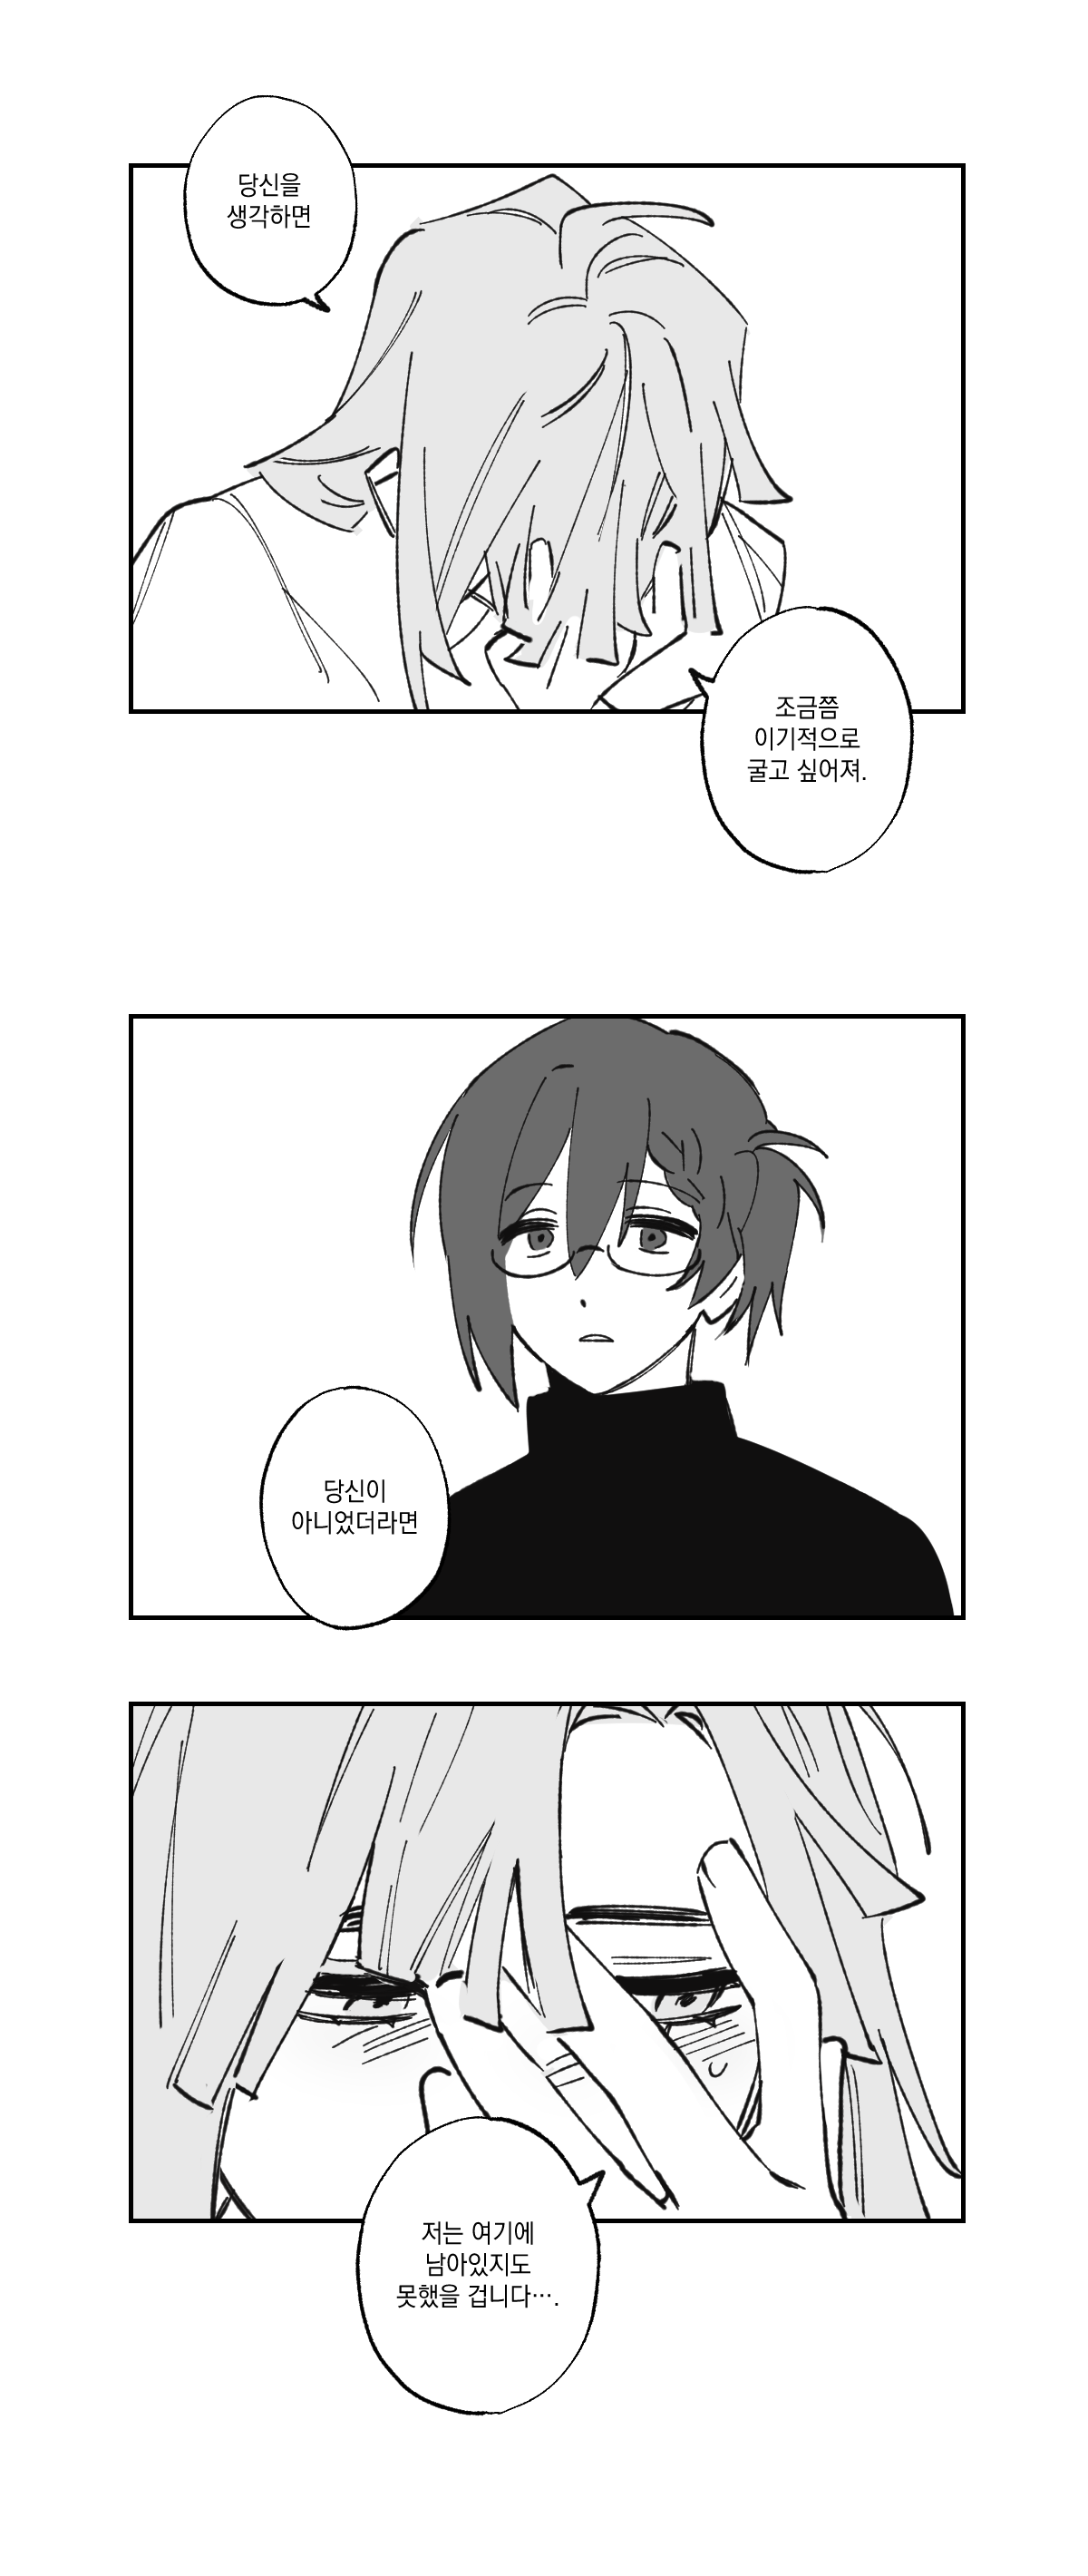 당신을
생각하면
조금쯤
이기적으로
굴고 싶어져.
당신이
아니었더라면
저는 여기에
남아있지도
못했을 겁니다….